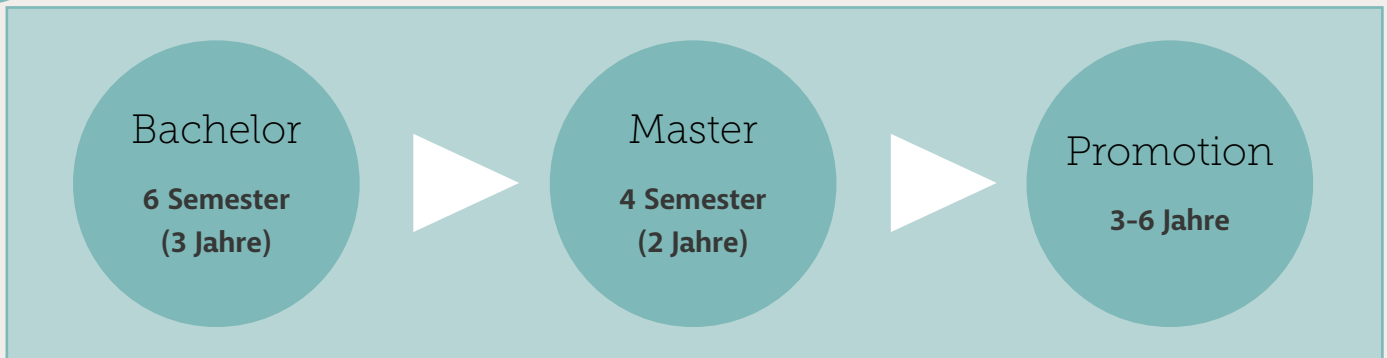 Bachelor
6 Semester
(3 Jahre)
Master
4 Semester
(2 Jahre)
Promotion
3-6 Jahre